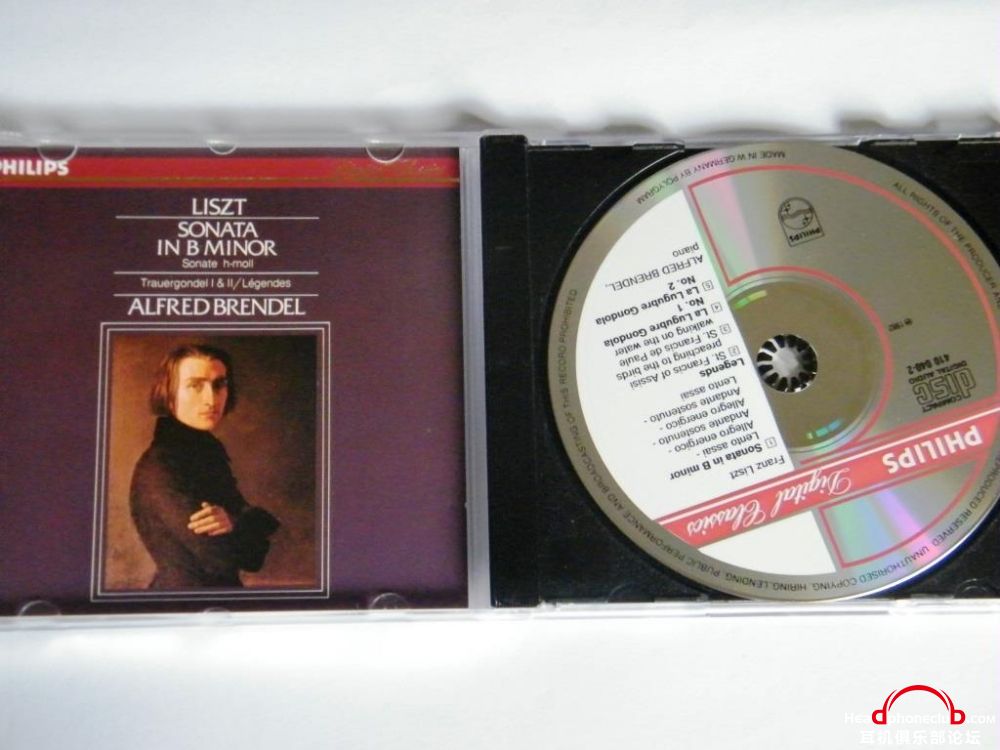 PHILIPS
LISZT
SONATA
IN B MINOR
Sonate h-moll
Trauergondel I & II/Légendes
ALFRED BRENDEL
PHILIPS
Digital Classics
Franz Liszt
1 Sonata in B minor
Lento assai -
Allegro energico -
Andante sostenuto -
Allegro energico -
Andante sostenuto -
Lento assai
Legends
2 St. Francis of Assisi
preaching to the birds
3 St. Francis de Paule
walking on the water
4 La Lugubre Gondola
No. 1
5 La Lugubre Gondola
No. 2
ALFRED BRENDEL,
piano
PHILIPS
COMPACT
disc
DIGITAL AUDIO
MADE IN W.GERMANY BY POLYGRAM
ALL RIGHTS OF THE PRODUCER
RESERVED. UNAUTHORISED COPYING, HIRING, LENDING, PUBLIC PERFORMANCE AND BROADCASTING OF THIS RECORD PROHIBITED
耳机俱乐部论坛